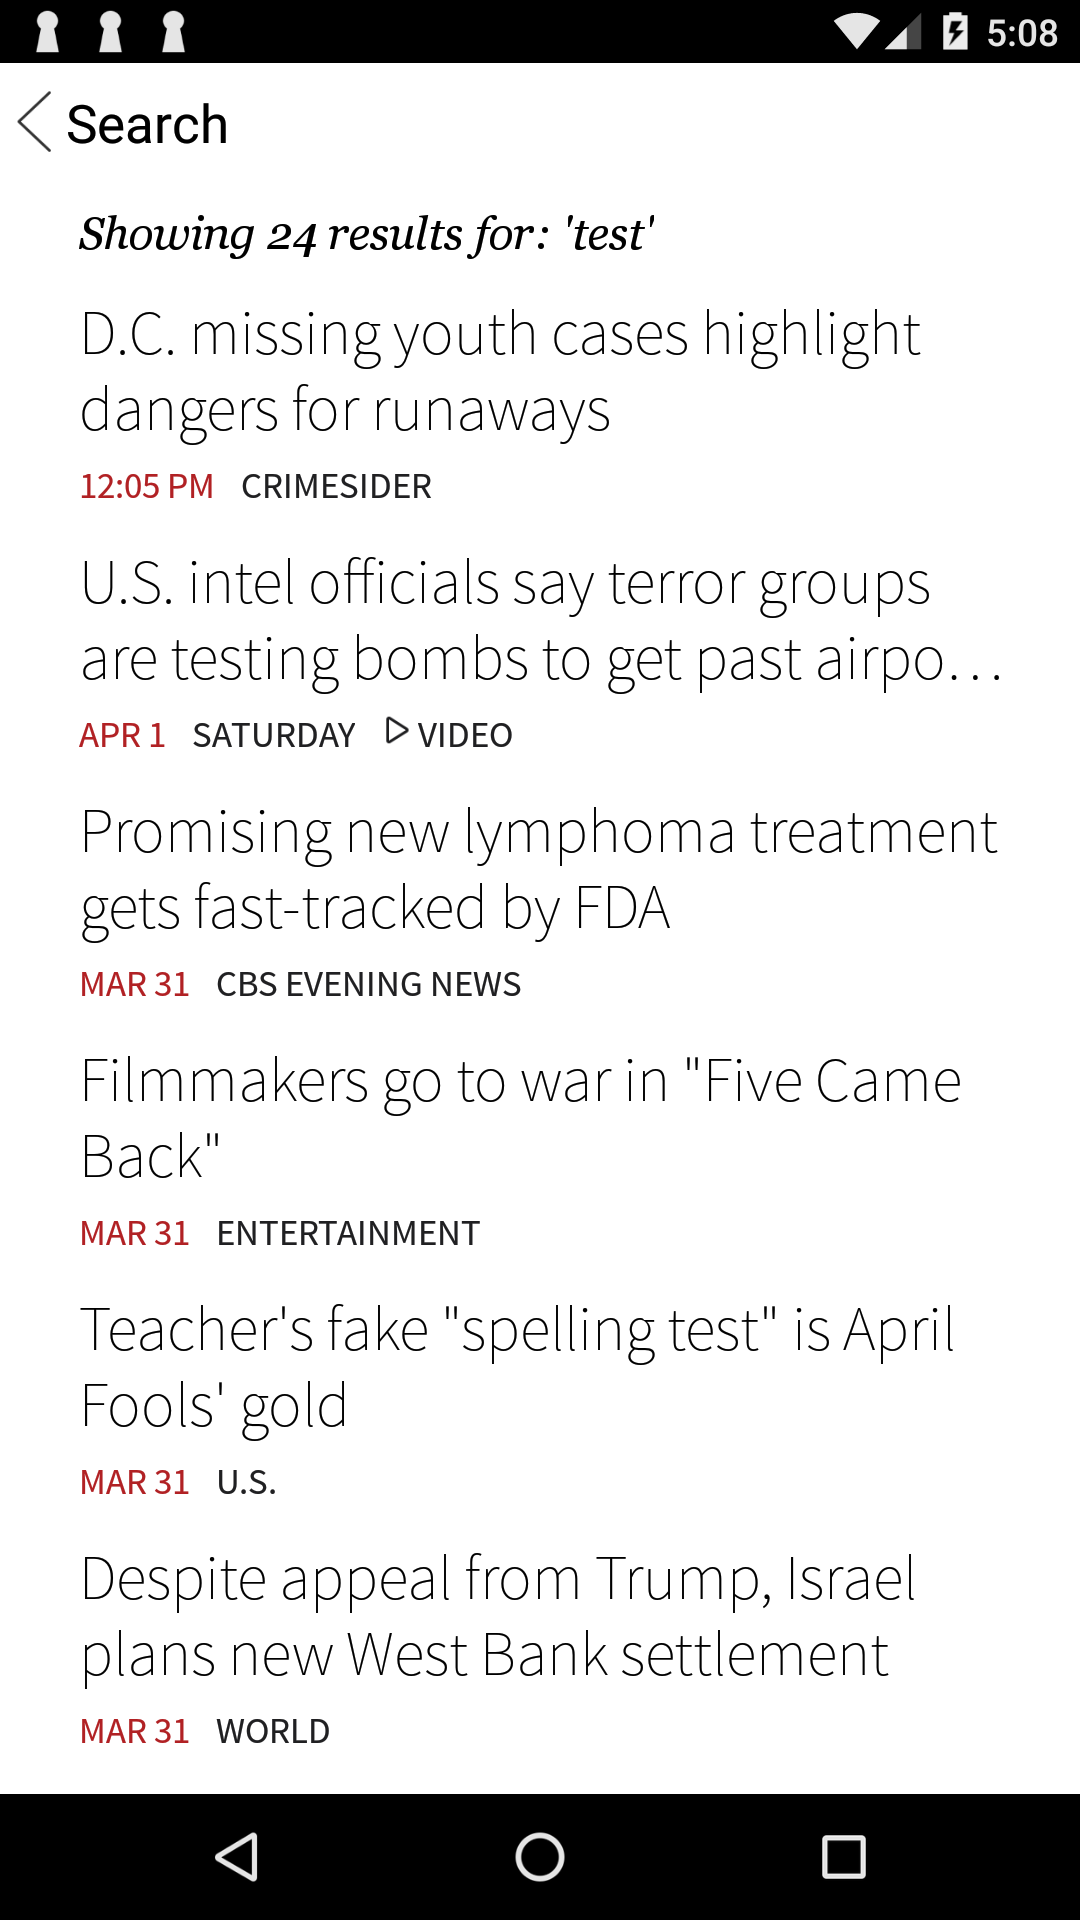 5:08
Search
Showing 24 results for: 'test'
D.C. missing youth cases highlight
dangers for runaways
12:05 PM CRIMESIDER
U.S. intel officials say terror groups
are testing bombs to get past airpo...
APR 1 SATURDAY VIDEO
Promising new lymphoma treatment
gets fast-tracked by FDA
MAR 31 CBS EVENING NEWS
Filmmakers go to war in "Five Came
Back"
MAR 31 ENTERTAINMENT
Teacher's fake "spelling test" is April
Fools' gold
MAR 31 U.S.
Despite appeal from Trump, Israel
plans new West Bank settlement
MAR 31 WORLD